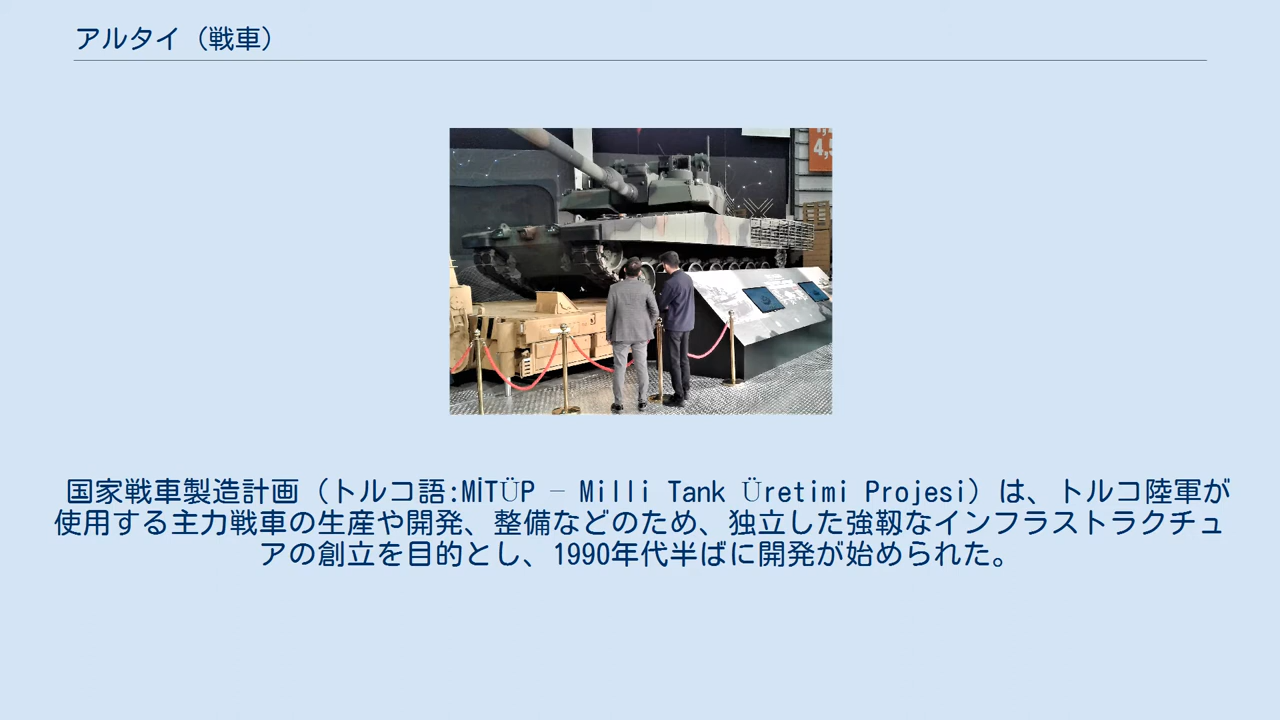 アルタイ（戦車）
国家戦車製造計画（トルコ語:MİTÜP – Milli Tank Üretimi Projesi）は、トルコ陸軍が
使用する主力戦車の生産や開発、整備などのため、独立した強靱なインフラストラクチュ
アの創立を目的とし、1990年代半ばに開発が始められた。